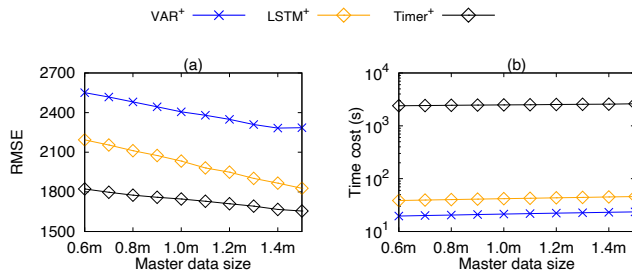 VAR+ LSTM+ Timer+
(a)
RMSE
2700
2400
2100
1800
1500
0.6m 0.8m 1.0m 1.2m 1.4m
Master data size
(b)
Time cost (s)
10^4
10^3
10^2
10^1
0.6m 0.8m 1.0m 1.2m 1.4m
Master data size